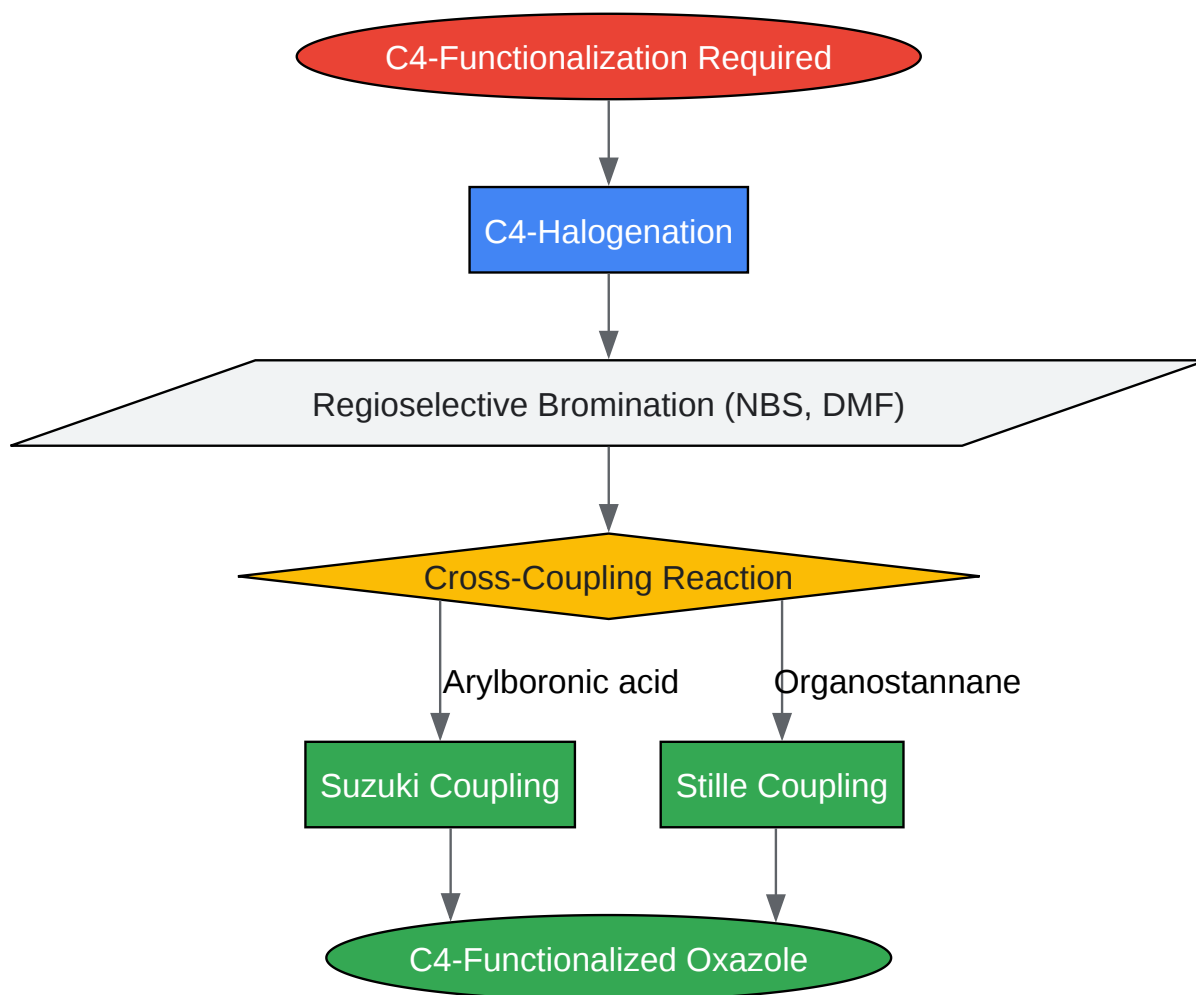 C4-Functionalization Required
C4-Halogenation
Regioselective Bromination (NBS, DMF)
Cross-Coupling Reaction
Arylboronic acid
Organostannane
Suzuki Coupling
Stille Coupling
C4-Functionalized Oxazole